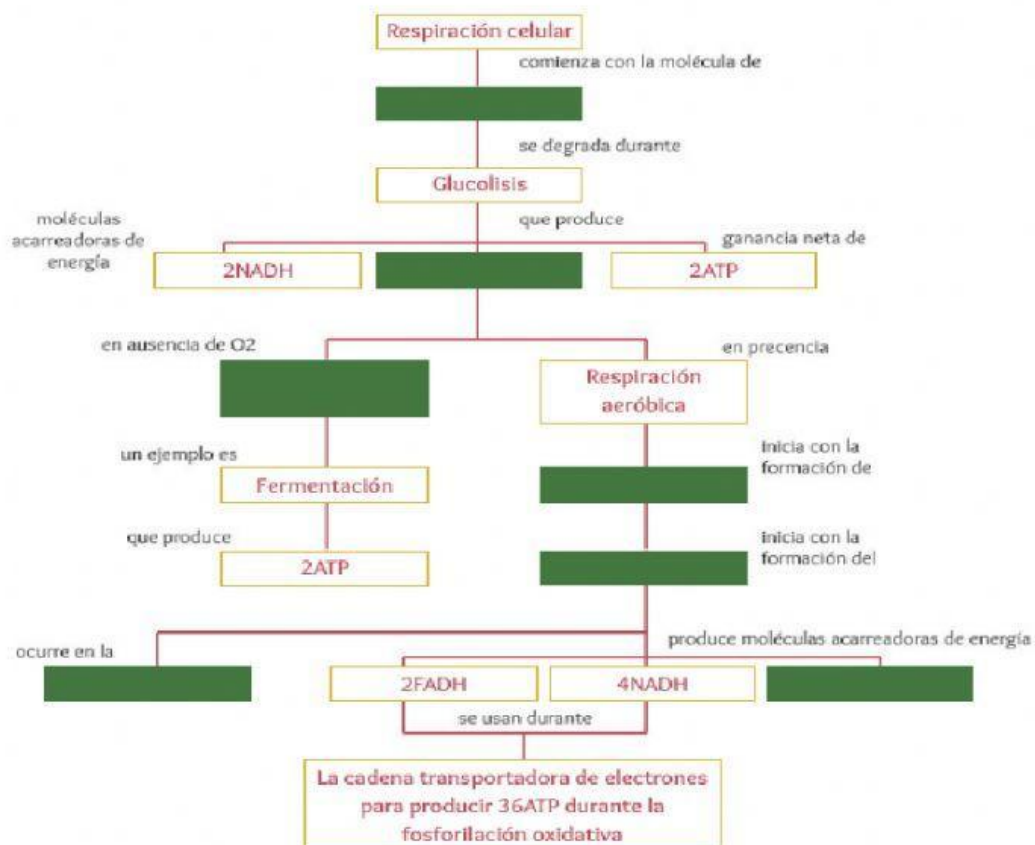 Respiración celular
comienza con la molécula de
se degrada durante
Glucolisis
moléculas
acarreadoras de
energía
que produce
ganancia neta de
2NADH
2ATP
en ausencia de O2
en precencia
Respiración
aeróbica
un ejemplo es
Fermentación
inicia con la
formación de
que produce
2ATP
inicia con la
formación del
ocurre en la
produce moléculas acarreadoras de energía
2FADH
4NADH
se usan durante
La cadena transportadora de electrones
para producir 36ATP durante la
fosforilación oxidativa